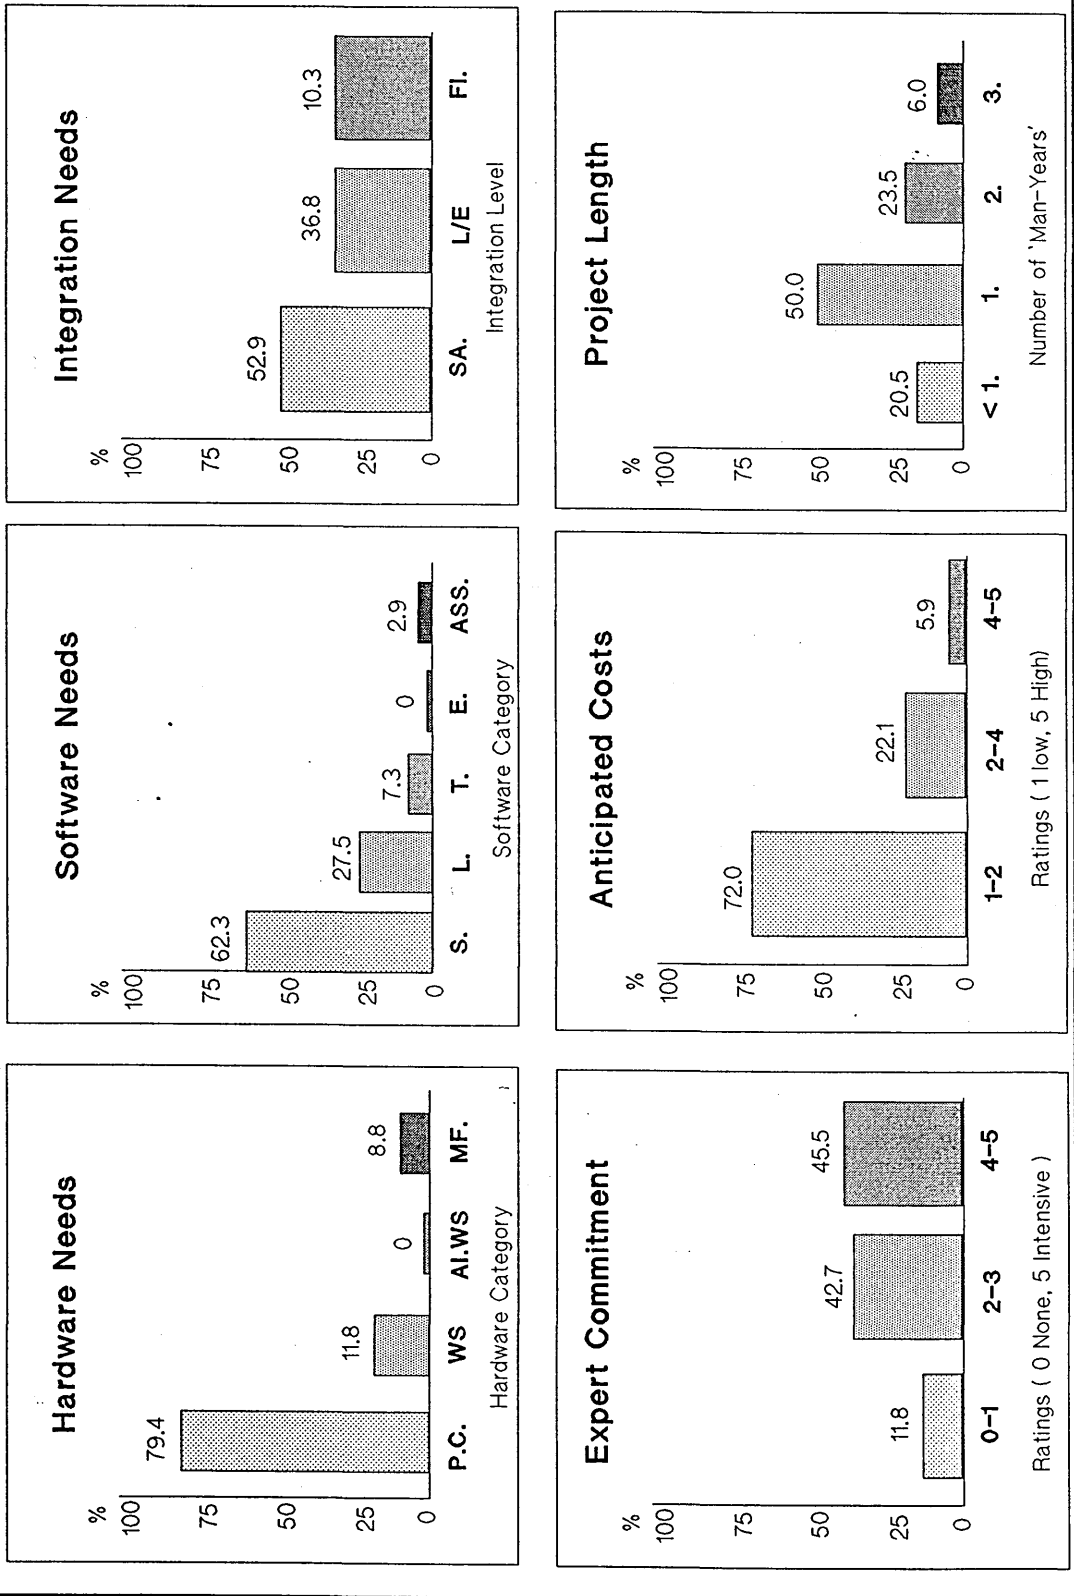 Hardware Needs
%
100
75
50
25
0
79.4
11.8
0
8.8
P.C.
WS
AI.WS
MF.
Hardware Category
Software Needs
%
100
75
50
25
0
62.3
27.5
7.3
0
2.9
S.
L.
T.
E.
ASS.
Software Category
Integration Needs
%
100
75
50
25
0
52.9
36.8
10.3
SA.
L/E
FI.
Integration Level
Expert Commitment
%
100
75
50
25
0
11.8
42.7
45.5
0-1
2-3
4-5
Ratings ( 0 None, 5 Intensive )
Anticipated Costs
%
100
75
50
25
0
72.0
22.1
5.9
1-2
2-4
4-5
Ratings ( 1 low, 5 High)
Project Length
%
100
75
50
25
0
20.5
50.0
23.5
6.0
< 1.
1.
2.
3.
Number of 'Man-Years'